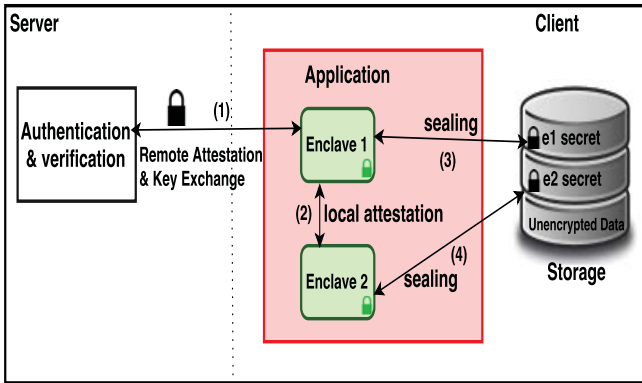 Server
Client
Application
Authentication
& verification
(1)
Remote Attestation
& Key Exchange
Enclave 1
sealing
(3)
e1 secret
e2 secret
Unencrypted Data
Storage
(2)
local attestation
(4)
Enclave 2
sealing